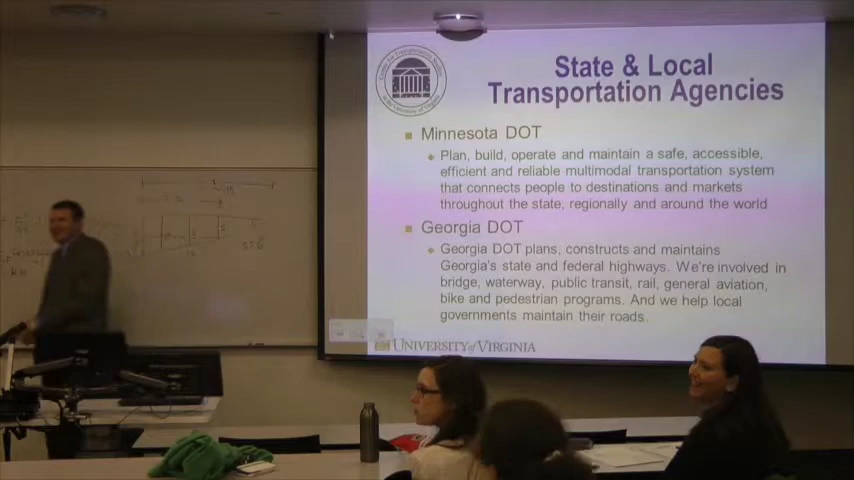 State & Local
Transportation Agencies
Minnesota DOT
Plan, build, operate and maintain a safe, accessible,
efficient and reliable multimodal transportation system
that connects people to destinations and markets
throughout the state, regionally and around the world
Georgia DOT
Georgia DOT plans, constructs and maintains
Georgia's state and federal highways. We're involved in
bridge, waterway, public transit, rail, general aviation,
bike and pedestrian programs. And we help local
governments maintain their roads.
UNIVERSITY of VIRGINIA